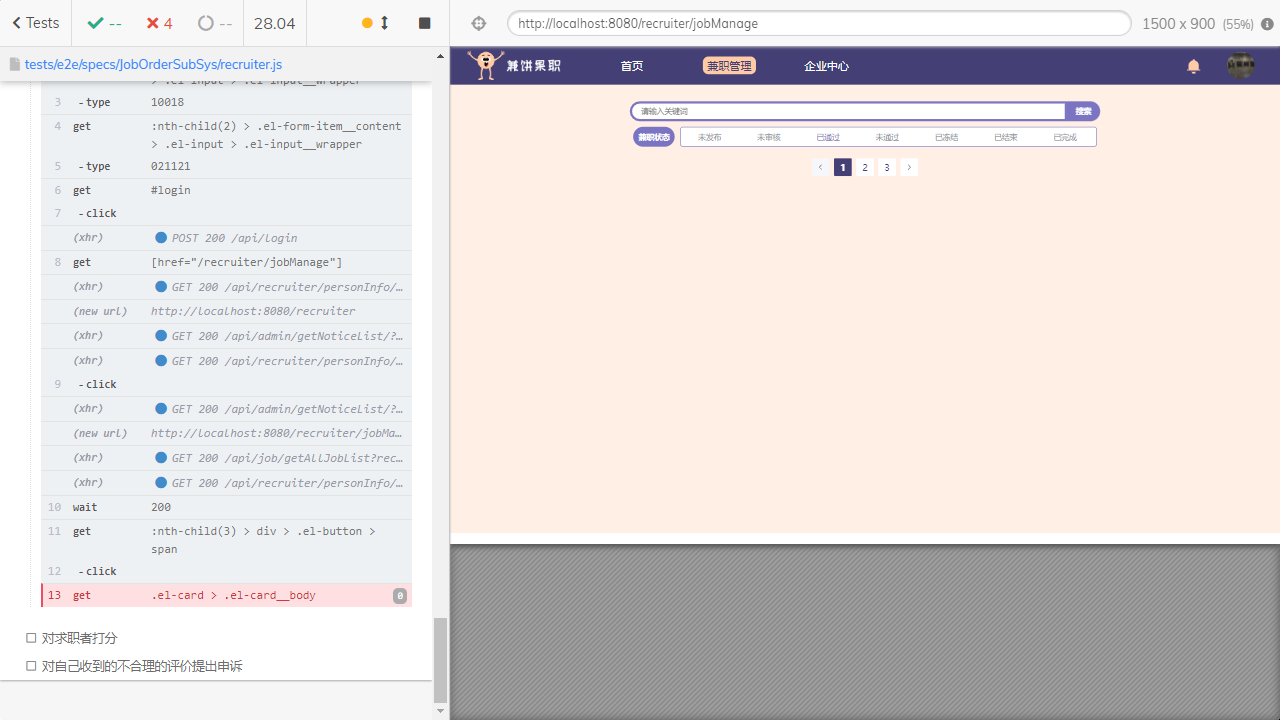 Tests
--
4
--
28.04
http://localhost:8080/recruiter/jobManage
1500 x 900 (55%)
tests/e2e/specs/JobOrderSubSys/recruiter.js
> .el-input > .el-input__wrapper
3 -type 10018
4 get :nth-child(2) > .el-form-item__content
> .el-input > .el-input__wrapper
5 -type 021121
6 get #login
7 -click
(xhr) POST 200 /api/login
8 get [href="/recruiter/jobManage"]
(xhr) GET 200 /api/recruiter/personInfo/...
(new url) http://localhost:8080/recruiter
(xhr) GET 200 /api/admin/getNoticeList/?...
(xhr) GET 200 /api/recruiter/personInfo/...
9 -click
(xhr) GET 200 /api/admin/getNoticeList/?...
(new url) http://localhost:8080/recruiter/jobMa...
(xhr) GET 200 /api/job/getAllJobList?rec...
(xhr) GET 200 /api/recruiter/personInfo/...
10 wait 200
11 get :nth-child(3) > div > .el-button >
span
12 -click
13 get .el-card > .el-card__body 0
对求职者打分
对自己收到的不合理的评价提出申诉
兼饼果职
首页
兼职管理
企业中心
请输入关键词
搜索
兼职状态
未发布
未审核
已通过
未通过
已冻结
已结束
已完成
‹ 1 2 3 ›